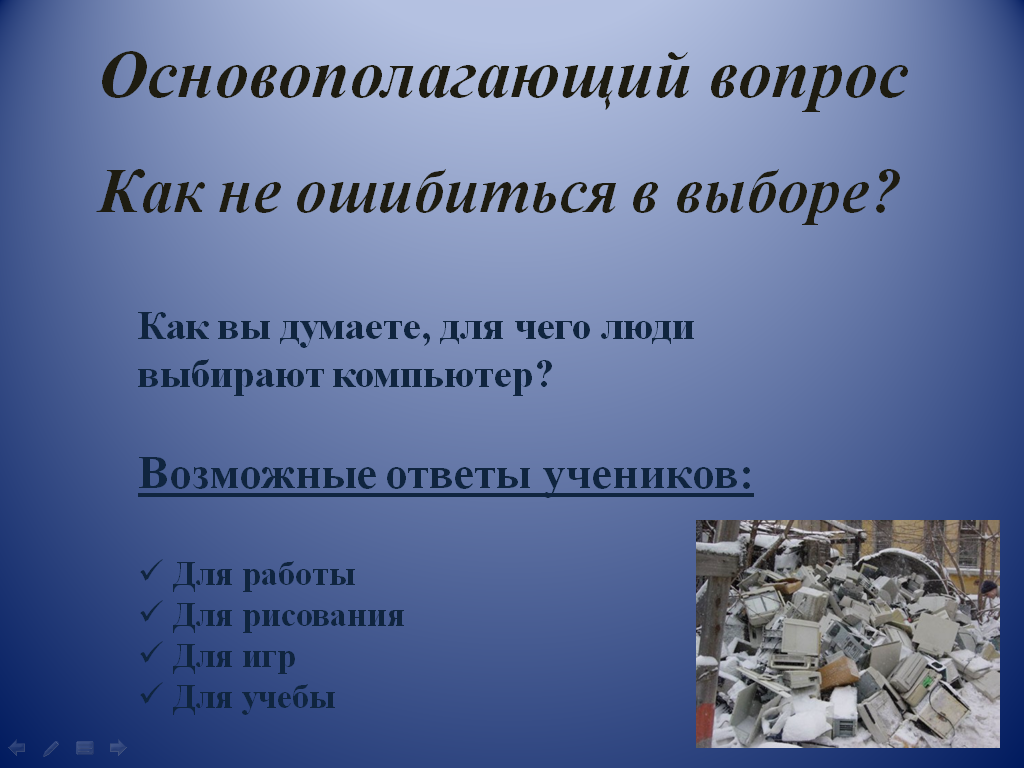 Основополагающий вопрос
Как не ошибиться в выборе?
Как вы думаете, для чего люди
выбирают компьютер?
Возможные ответы учеников:
✓ Для работы
✓ Для рисования
✓ Для игр
✓ Для учебы